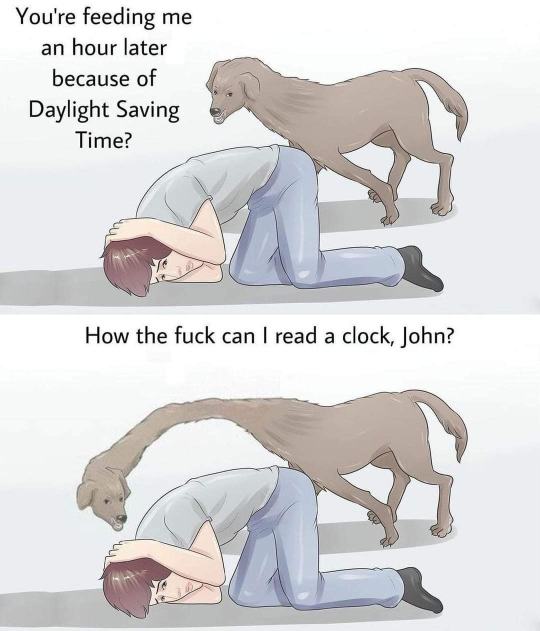 You're feeding me
an hour later
because of
Daylight Saving
Time?
How the fuck can I read a clock, John?